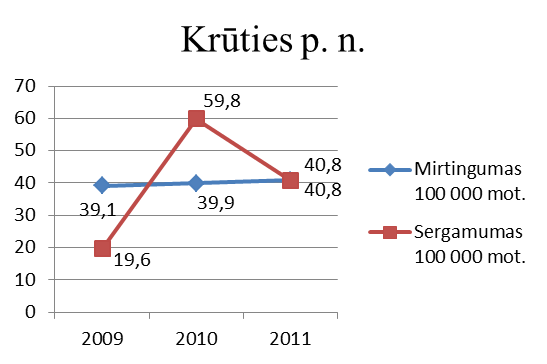 Krūties p. n.
70
60
50
40
30
20
10
0
59,8
40,8
39,1
39,9
40,8
19,6
2009 2010 2011
Mirtingumas
100 000 mot.
Sergamumas
100 000 mot.